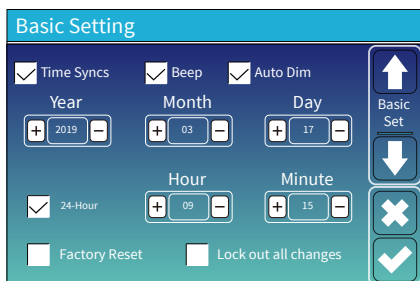 Basic Setting
Time Syncs Beep Auto Dim
Year Month Day
+ 2019 - + 03 - + 17 -
Basic
Set
Hour Minute
24-Hour + 09 - + 15 -
Factory Reset Lock out all changes